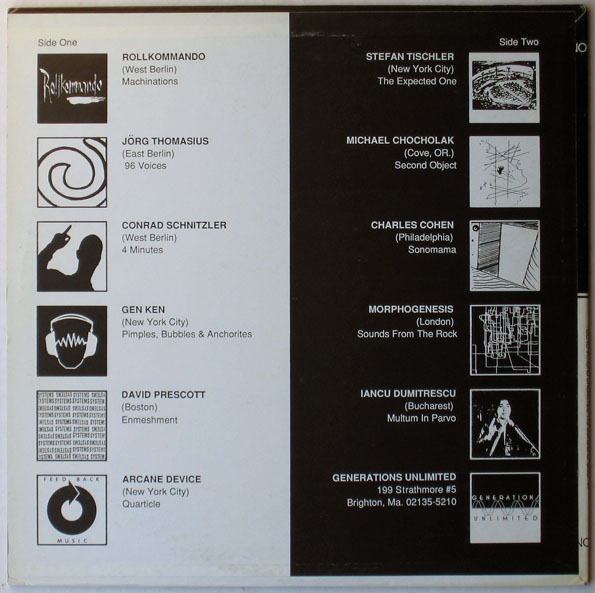 Side One
Rollkommando
ROLLKOMMANDO
(West Berlin)
Machinations
JÖRG THOMASIUS
(East Berlin)
96 Voices
CONRAD SCHNITZLER
(West Berlin)
4 Minutes
GEN KEN
(New York City)
Pimples, Bubbles & Anchorites
DAVID PRESCOTT
(Boston)
Enmeshment
FEED BACK
MUSIC
ARCANE DEVICE
(New York City)
Quarticle
Side Two
STEFAN TISCHLER
(New York City)
The Expected One
MICHAEL CHOCHOLAK
(Cove, OR.)
Second Object
CHARLES COHEN
(Philadelphia)
Sonomama
MORPHOGENESIS
(London)
Sounds From The Rock
IANCU DUMITRESCU
(Bucharest)
Multum In Parvo
GENERATIONS UNLIMITED
199 Strathmore #5
Brighton, Ma. 02135-5210
GENERATION
UNLIMITED